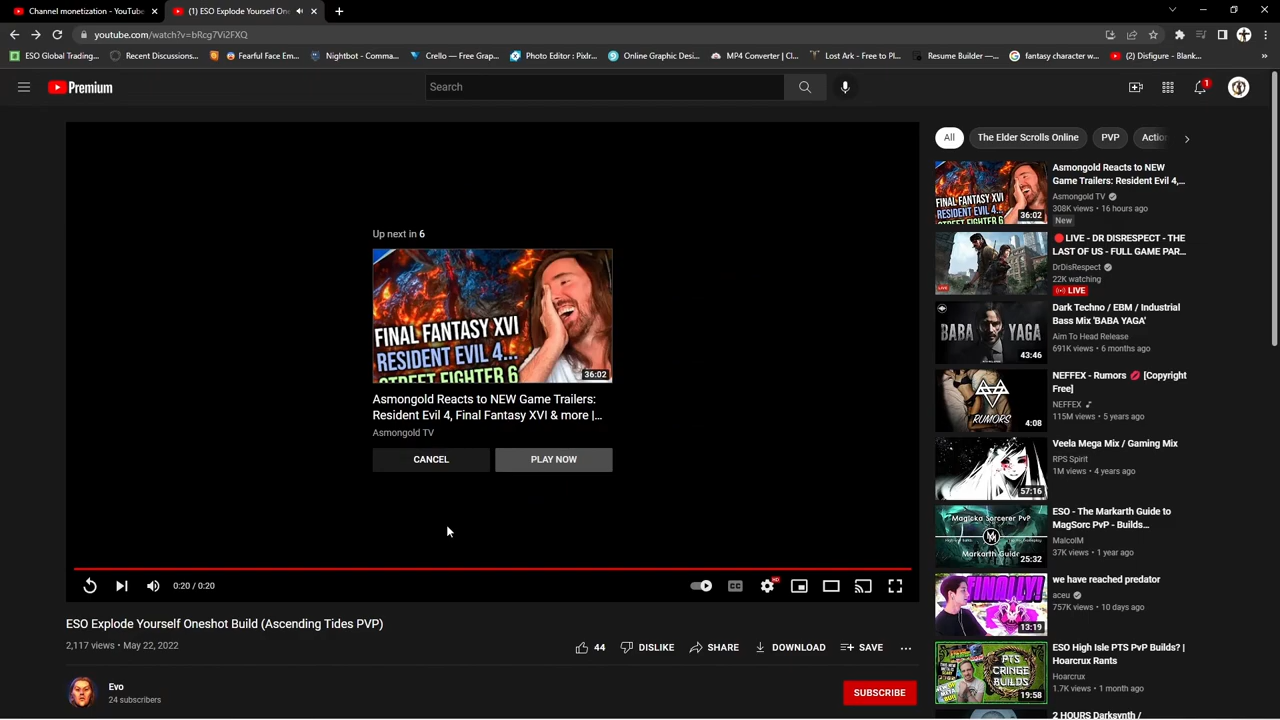 Channel monetization - YouTube
(1) ESO Explode Yourself One
youtube.com/watch?v=bRcg7Vi2FXQ
ESO Global Trading...
Recent Discussions...
Fearful Face Em...
Nightbot - Comma...
Crello — Free Grap...
Photo Editor : Pixlr...
Online Graphic Desi...
MP4 Converter | Cl...
Lost Ark - Free to Pl...
Resume Builder —...
fantasy character w...
(2) Disfigure - Blank...
»
Premium
Search
1
All
The Elder Scrolls Online
PVP
Actio
Up next in 6
FINAL FANTASY XVI
RESIDENT EVIL 4...
STREET FIGHTER 6
36:02
Asmongold Reacts to NEW Game Trailers:
Resident Evil 4, Final Fantasy XVI & more |...
Asmongold TV
CANCEL
PLAY NOW
0:20 / 0:20
CC
HD
ESO Explode Yourself Oneshot Build (Ascending Tides PVP)
2,117 views • May 22, 2022
44
DISLIKE
SHARE
DOWNLOAD
SAVE
...
Evo
24 subscribers
SUBSCRIBE
FINAL FANTASY XVI
RESIDENT EVIL 4...
STREET FIGHTER 6
36:02
Asmongold Reacts to NEW
Game Trailers: Resident Evil 4,...
Asmongold TV
308K views • 16 hours ago
New
LIVE
🔴LIVE - DR DISRESPECT - THE
LAST OF US - FULL GAME PAR...
DrDisRespect
22K watching
LIVE
BABA YAGA
43:46
Dark Techno / EBM / Industrial
Bass Mix 'BABA YAGA'
Aim To Head Release
691K views • 6 months ago
RUMORS
4:08
NEFFEX - Rumors 💋 [Copyright
Free]
NEFFEX
115M views • 5 years ago
57:16
Veela Mega Mix / Gaming Mix
RPS Spirit
1M views • 4 years ago
Magicka Sorcerer PvP
Markarth Guide
25:32
ESO - The Markarth Guide to
MagSorc PvP - Builds...
MalcolM
37K views • 1 year ago
FINALLY!
13:19
we have reached predator
aceu
757K views • 10 days ago
PTS
CRINGE
BUILDS
19:58
ESO High Isle PTS PvP Builds? |
Hoarcrux Rants
Hoarcrux
1.7K views • 1 month ago
2 HOURS Darksynth /